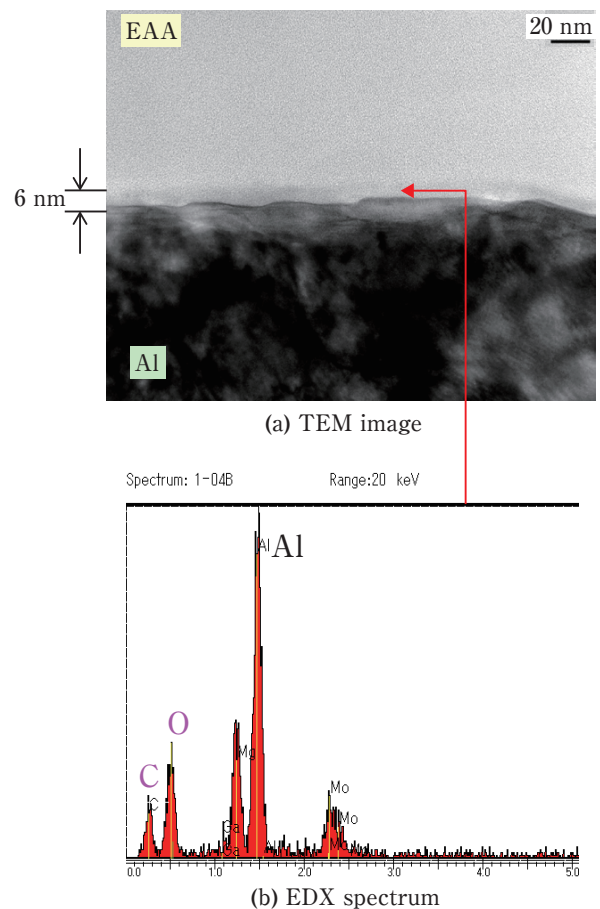 EAA
20 nm
6 nm
Al
(a) TEM image
Spectrum: 1-04B Range:20 keV
Al
Al
O
Mg
C
C
Mo
Mo
Ga
Ga
0.0 1.0 2.0 3.0 4.0 5.0
(b) EDX spectrum